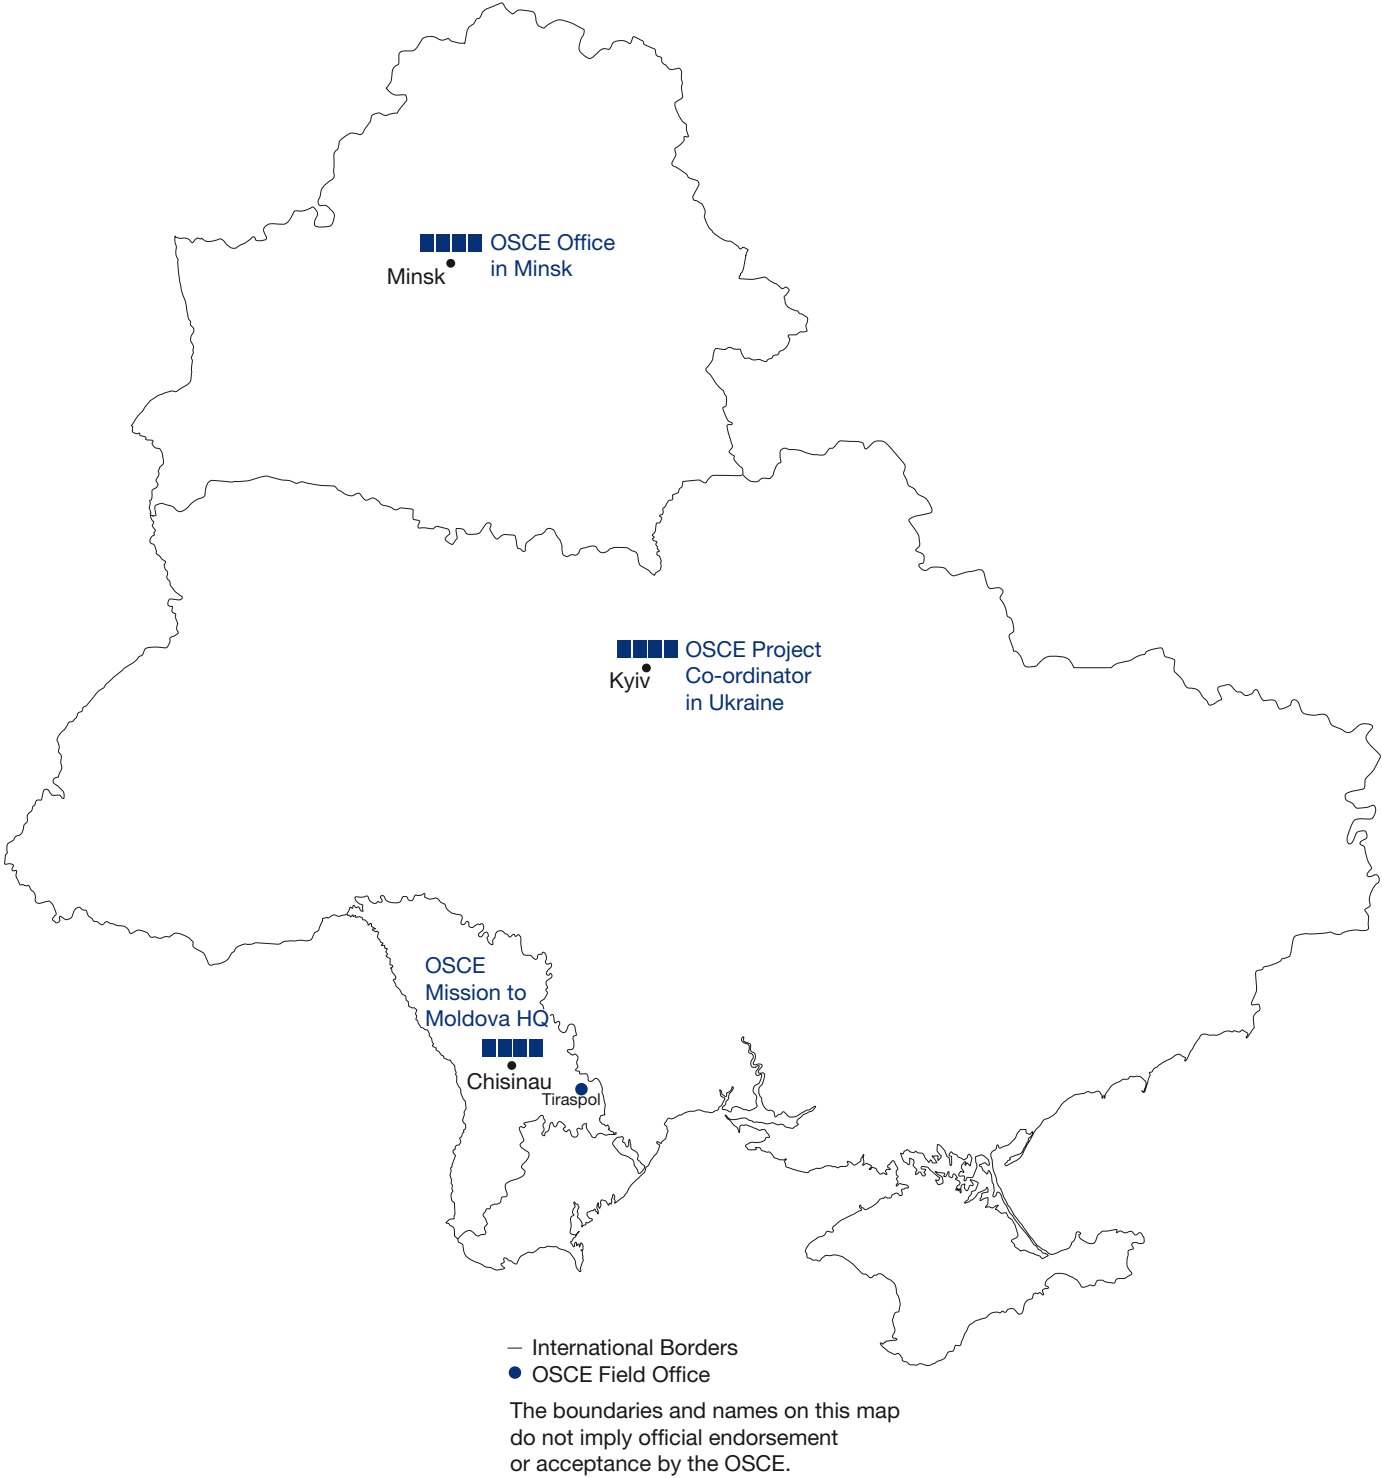 OSCE Office
in Minsk
Minsk
OSCE Project
Co-ordinator
in Ukraine
Kyiv
OSCE
Mission to
Moldova HQ
Chisinau
Tiraspol
International Borders
OSCE Field Office
The boundaries and names on this map
do not imply official endorsement
or acceptance by the OSCE.